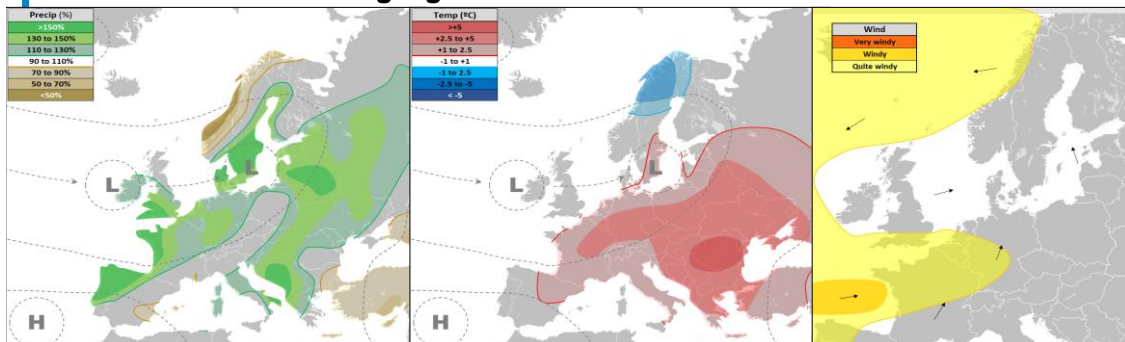 Precip (%)
>150%
130 to 150%
110 to 130%
90 to 110%
70 to 90%
50 to 70%
<50%
L
L
H
Temp (ºC)
>+5
+2.5 to +5
+1 to 2.5
-1 to +1
-1 to 2.5
-2.5 to -5
< -5
L
L
H
Wind
Very windy
Windy
Quite windy